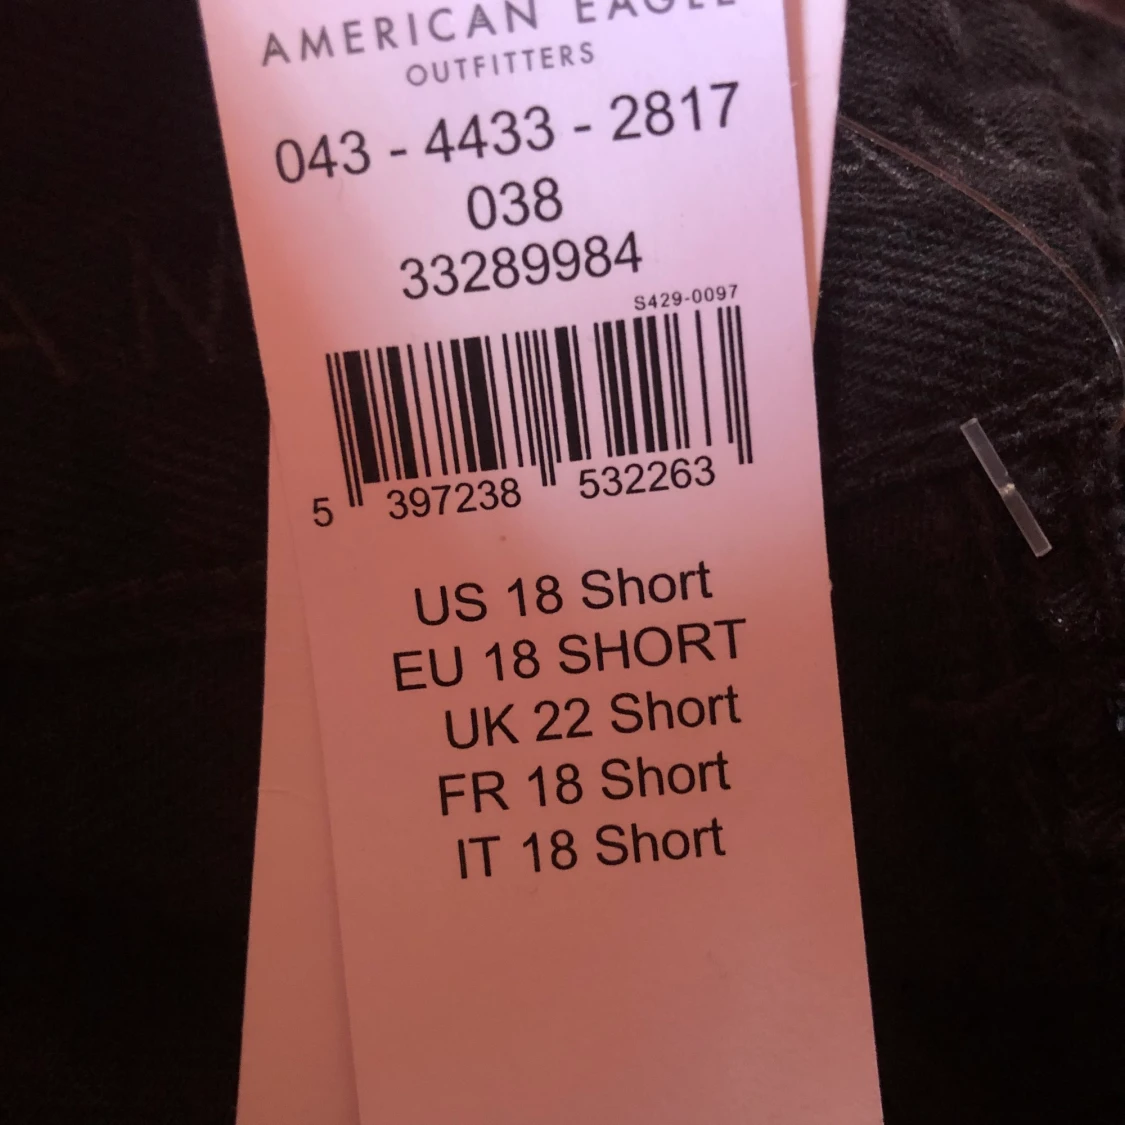 AMERICAN EAGLE
OUTFITTERS
043 - 4433 - 2817
038
33289984
S429-0097
5 397238 532263
US 18 Short
EU 18 SHORT
UK 22 Short
FR 18 Short
IT 18 Short